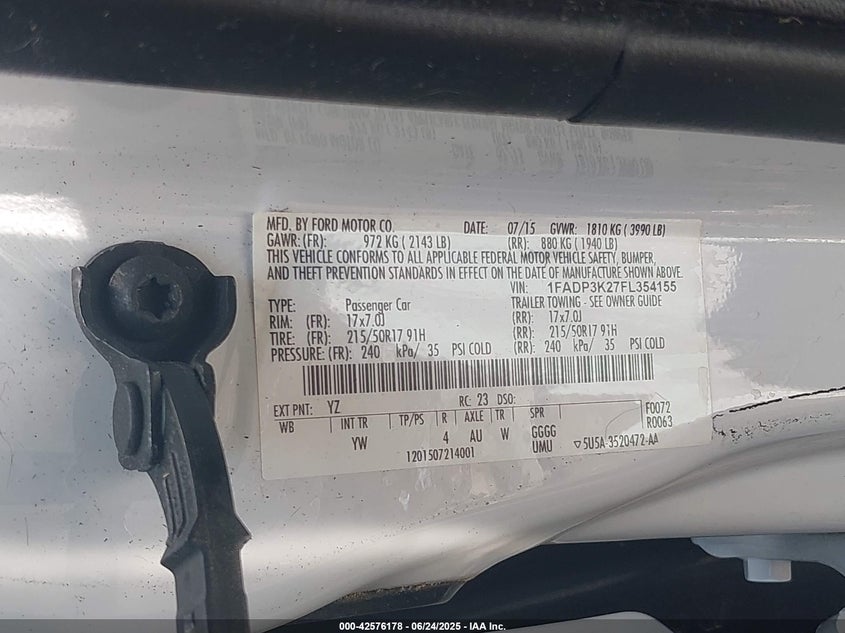 MFD. BY FORD MOTOR CO. DATE: 07/15 GVWR: 1810 KG ( 3990 LB)
GAWR: (FR) 972 KG ( 2143 LB) (RR): 880 KG ( 1940 LB)
THIS VEHICLE CONFORMS TO ALL APPLICABLE FEDERAL MOTOR VEHICLE SAFETY, BUMPER,
AND THEFT PREVENTION STANDARDS IN EFFECT ON THE DATE OF MANUFACTURE SHOWN ABOVE.
VIN: 1FADP3K27FL354155
TYPE: Passenger Car TRAILER TOWING - SEE OWNER GUIDE
RIM: (FR): 17x7.0J (RR): 17x7.0J
TIRE: (FR): 215/50R17 91H (RR): 215/50R17 91H
PRESSURE: (FR): 240 kPa/ 35 PSI COLD (RR): 240 kPa/ 35 PSI COLD
EXT PNT: YZ RC: 23 DSO: F0072
WB INT TR TP/PS R AXLE TR SPR R0063
YW 4 AU W GGGG
UMU ▽5U5A-3520472-AA
1201507214001
000-42576178 - 06/24/2025 - IAA Inc.